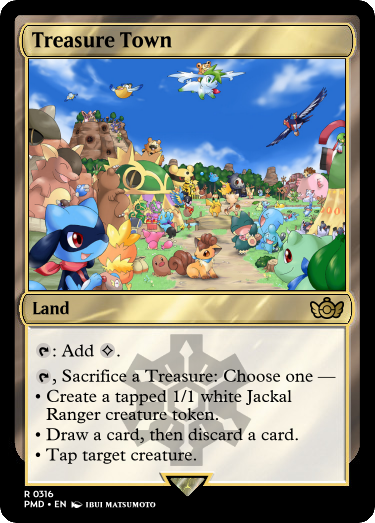 Treasure Town
Land
: Add .
, Sacrifice a Treasure: Choose one —
• Create a tapped 1/1 white Jackal
Ranger creature token.
• Draw a card, then discard a card.
• Tap target creature.
R 0316
PMD • EN IBUI MATSUMOTO